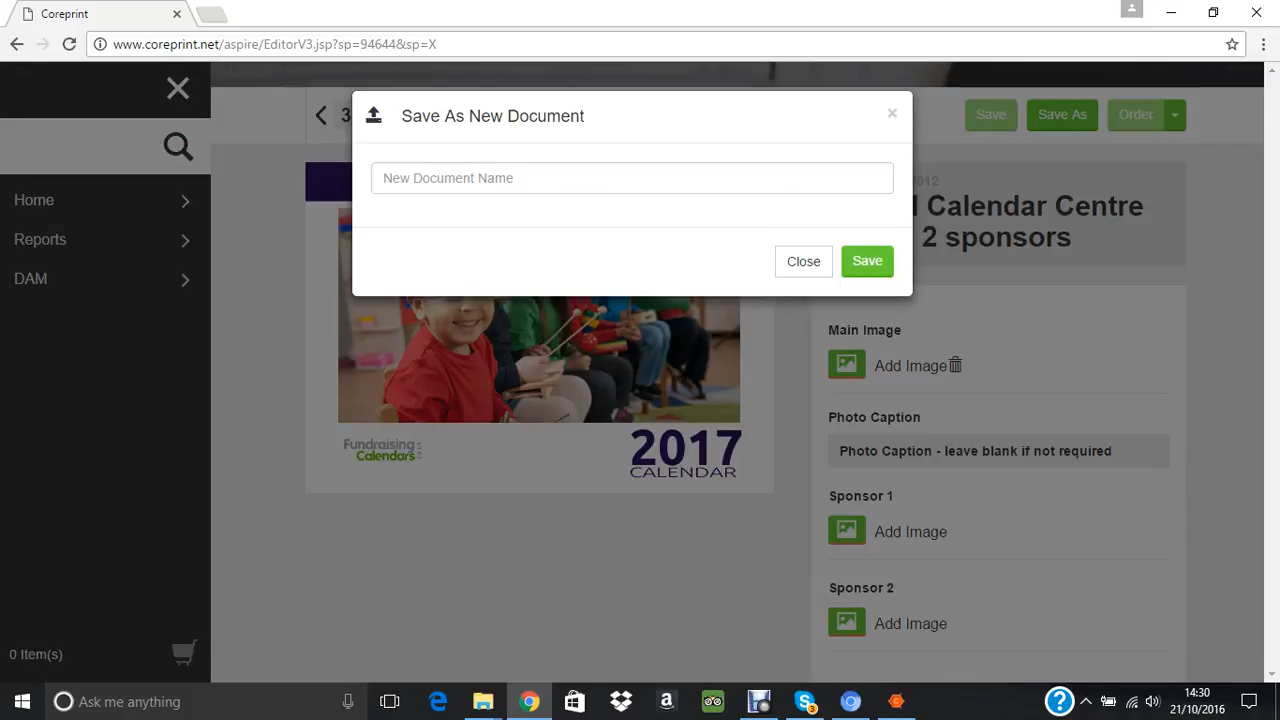 Coreprint
www.coreprint.net/aspire/EditorV3.jsp?sp=94644&sp=X
Home
Reports
DAM
0 Item(s)
3
Save
Save As
Order
Save As New Document
×
New Document Name
Close
Save
2012
Calendar Centre
2 sponsors
Fundraising
Calendars
2017
CALENDAR
Main Image
Add Image
Photo Caption
Photo Caption - leave blank if not required
Sponsor 1
Add Image
Sponsor 2
Add Image
Ask me anything
14:30
21/10/2016